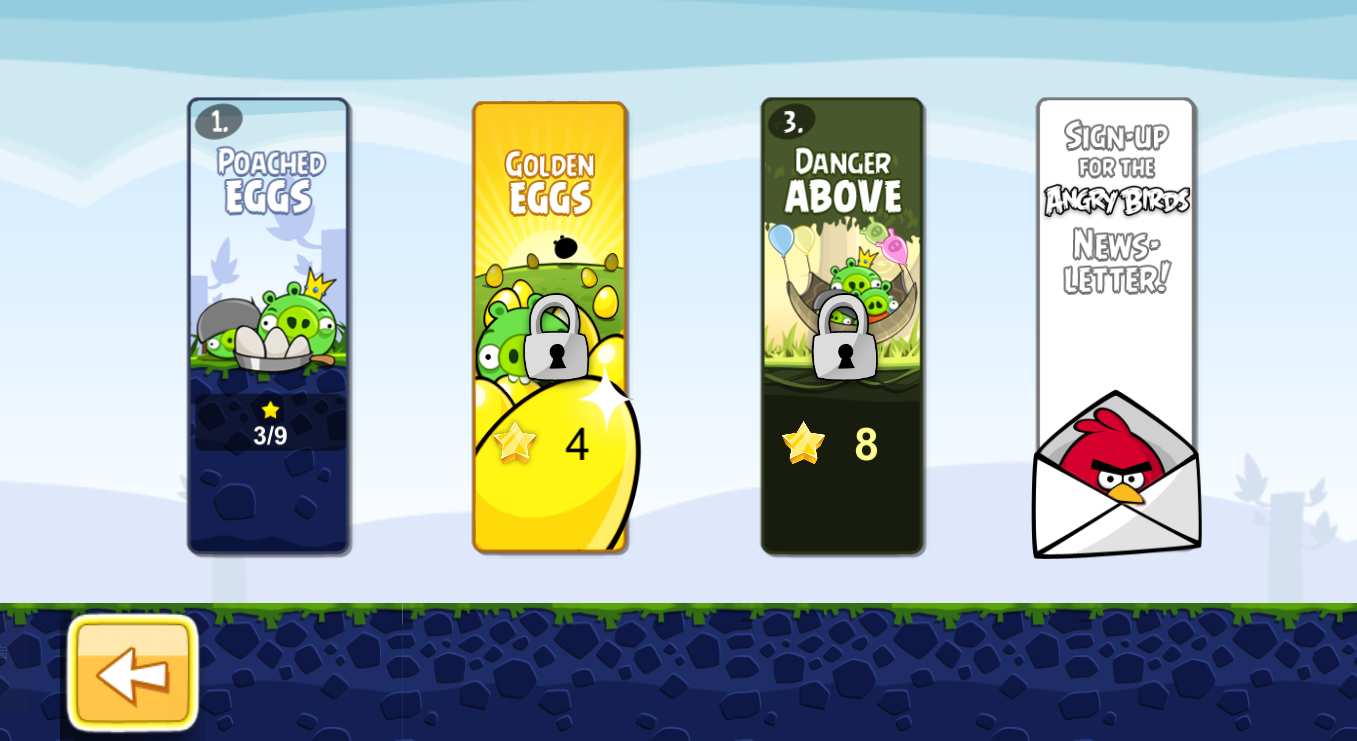 1.
POACHED
EGGS
3/9
GOLDEN
EGGS
4
3.
DANGER
ABOVE
8
SIGN-UP
FOR THE
ANGRY BIRDS
NEWS-
LETTER!